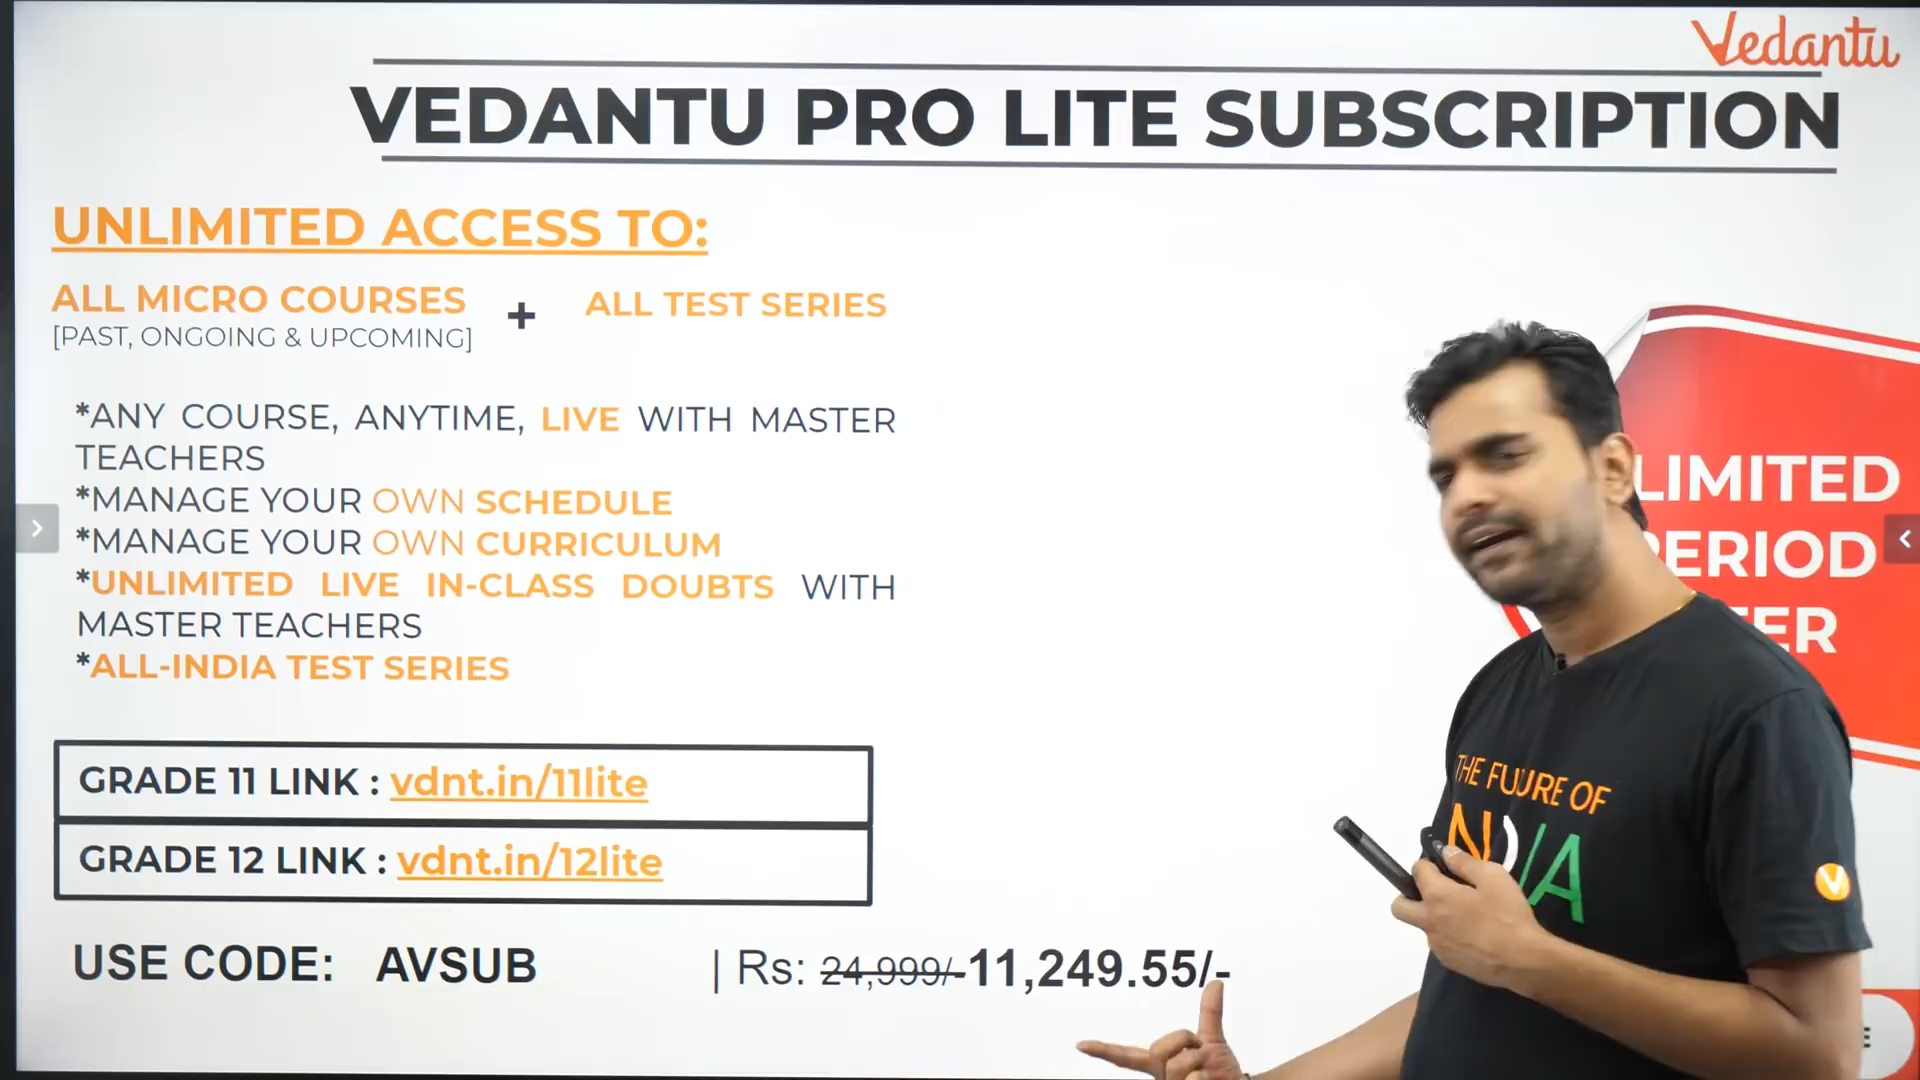 Vedantu
VEDANTU PRO LITE SUBSCRIPTION
UNLIMITED ACCESS TO:
ALL MICRO COURSES + ALL TEST SERIES
[PAST, ONGOING & UPCOMING]
*ANY COURSE, ANYTIME, LIVE WITH MASTER
TEACHERS
*MANAGE YOUR OWN SCHEDULE
*MANAGE YOUR OWN CURRICULUM
*UNLIMITED LIVE IN-CLASS DOUBTS WITH
MASTER TEACHERS
*ALL-INDIA TEST SERIES
GRADE 11 LINK : vdnt.in/11lite
GRADE 12 LINK : vdnt.in/12lite
USE CODE: AVSUB | Rs: 24,999/-11,249.55/-
LIMITED
PERIOD
THE FUTURE OF
INDIA
V